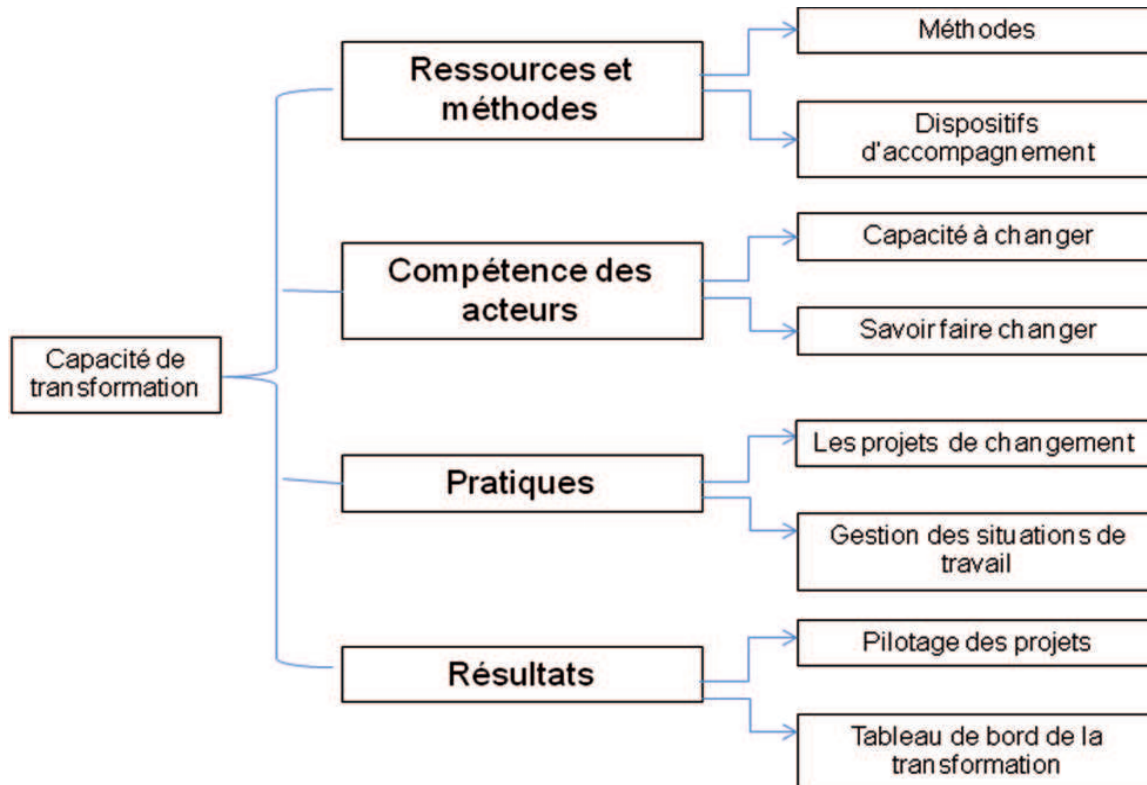 Méthodes
Ressources et
méthodes
Dispositifs
d'accompagnement
Capacité à changer
Compétence des
acteurs
Savoir faire changer
Capacité de
transformation
Les projets de changement
Pratiques
Gestion des situations de
travail
Pilotage des projets
Résultats
Tableau de bord de la
transformation